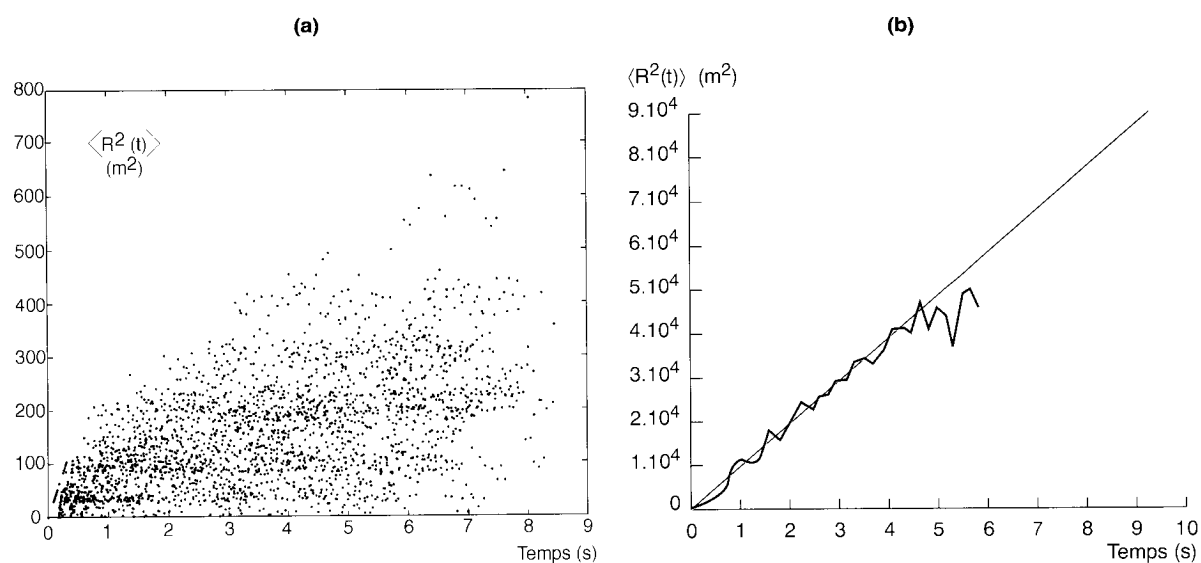 (a)
800
700
600
500
400
300
200
100
0
⟨R² (t)⟩
(m²)
0 1 2 3 4 5 6 7 8 9
Temps (s)
(b)
⟨R²(t)⟩ (m²)
9.10⁴
8.10⁴
7.10⁴
6.10⁴
5.10⁴
4.10⁴
3.10⁴
2.10⁴
1.10⁴
0
0 1 2 3 4 5 6 7 8 9 10
Temps (s)